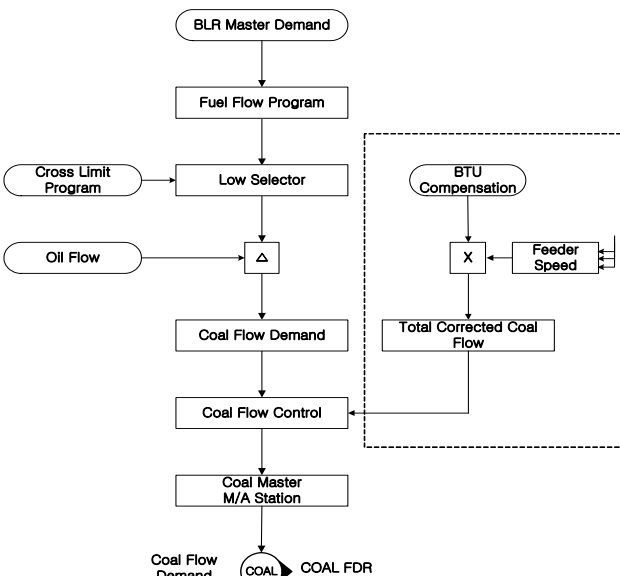 BLR Master Demand
Fuel Flow Program
Cross Limit
Program
Low Selector
BTU
Compensation
Oil Flow
△
X
Feeder
Speed
Coal Flow Demand
Total Corrected Coal
Flow
Coal Flow Control
Coal Master
M/A Station
Coal Flow
Demand
COAL
COAL FDR